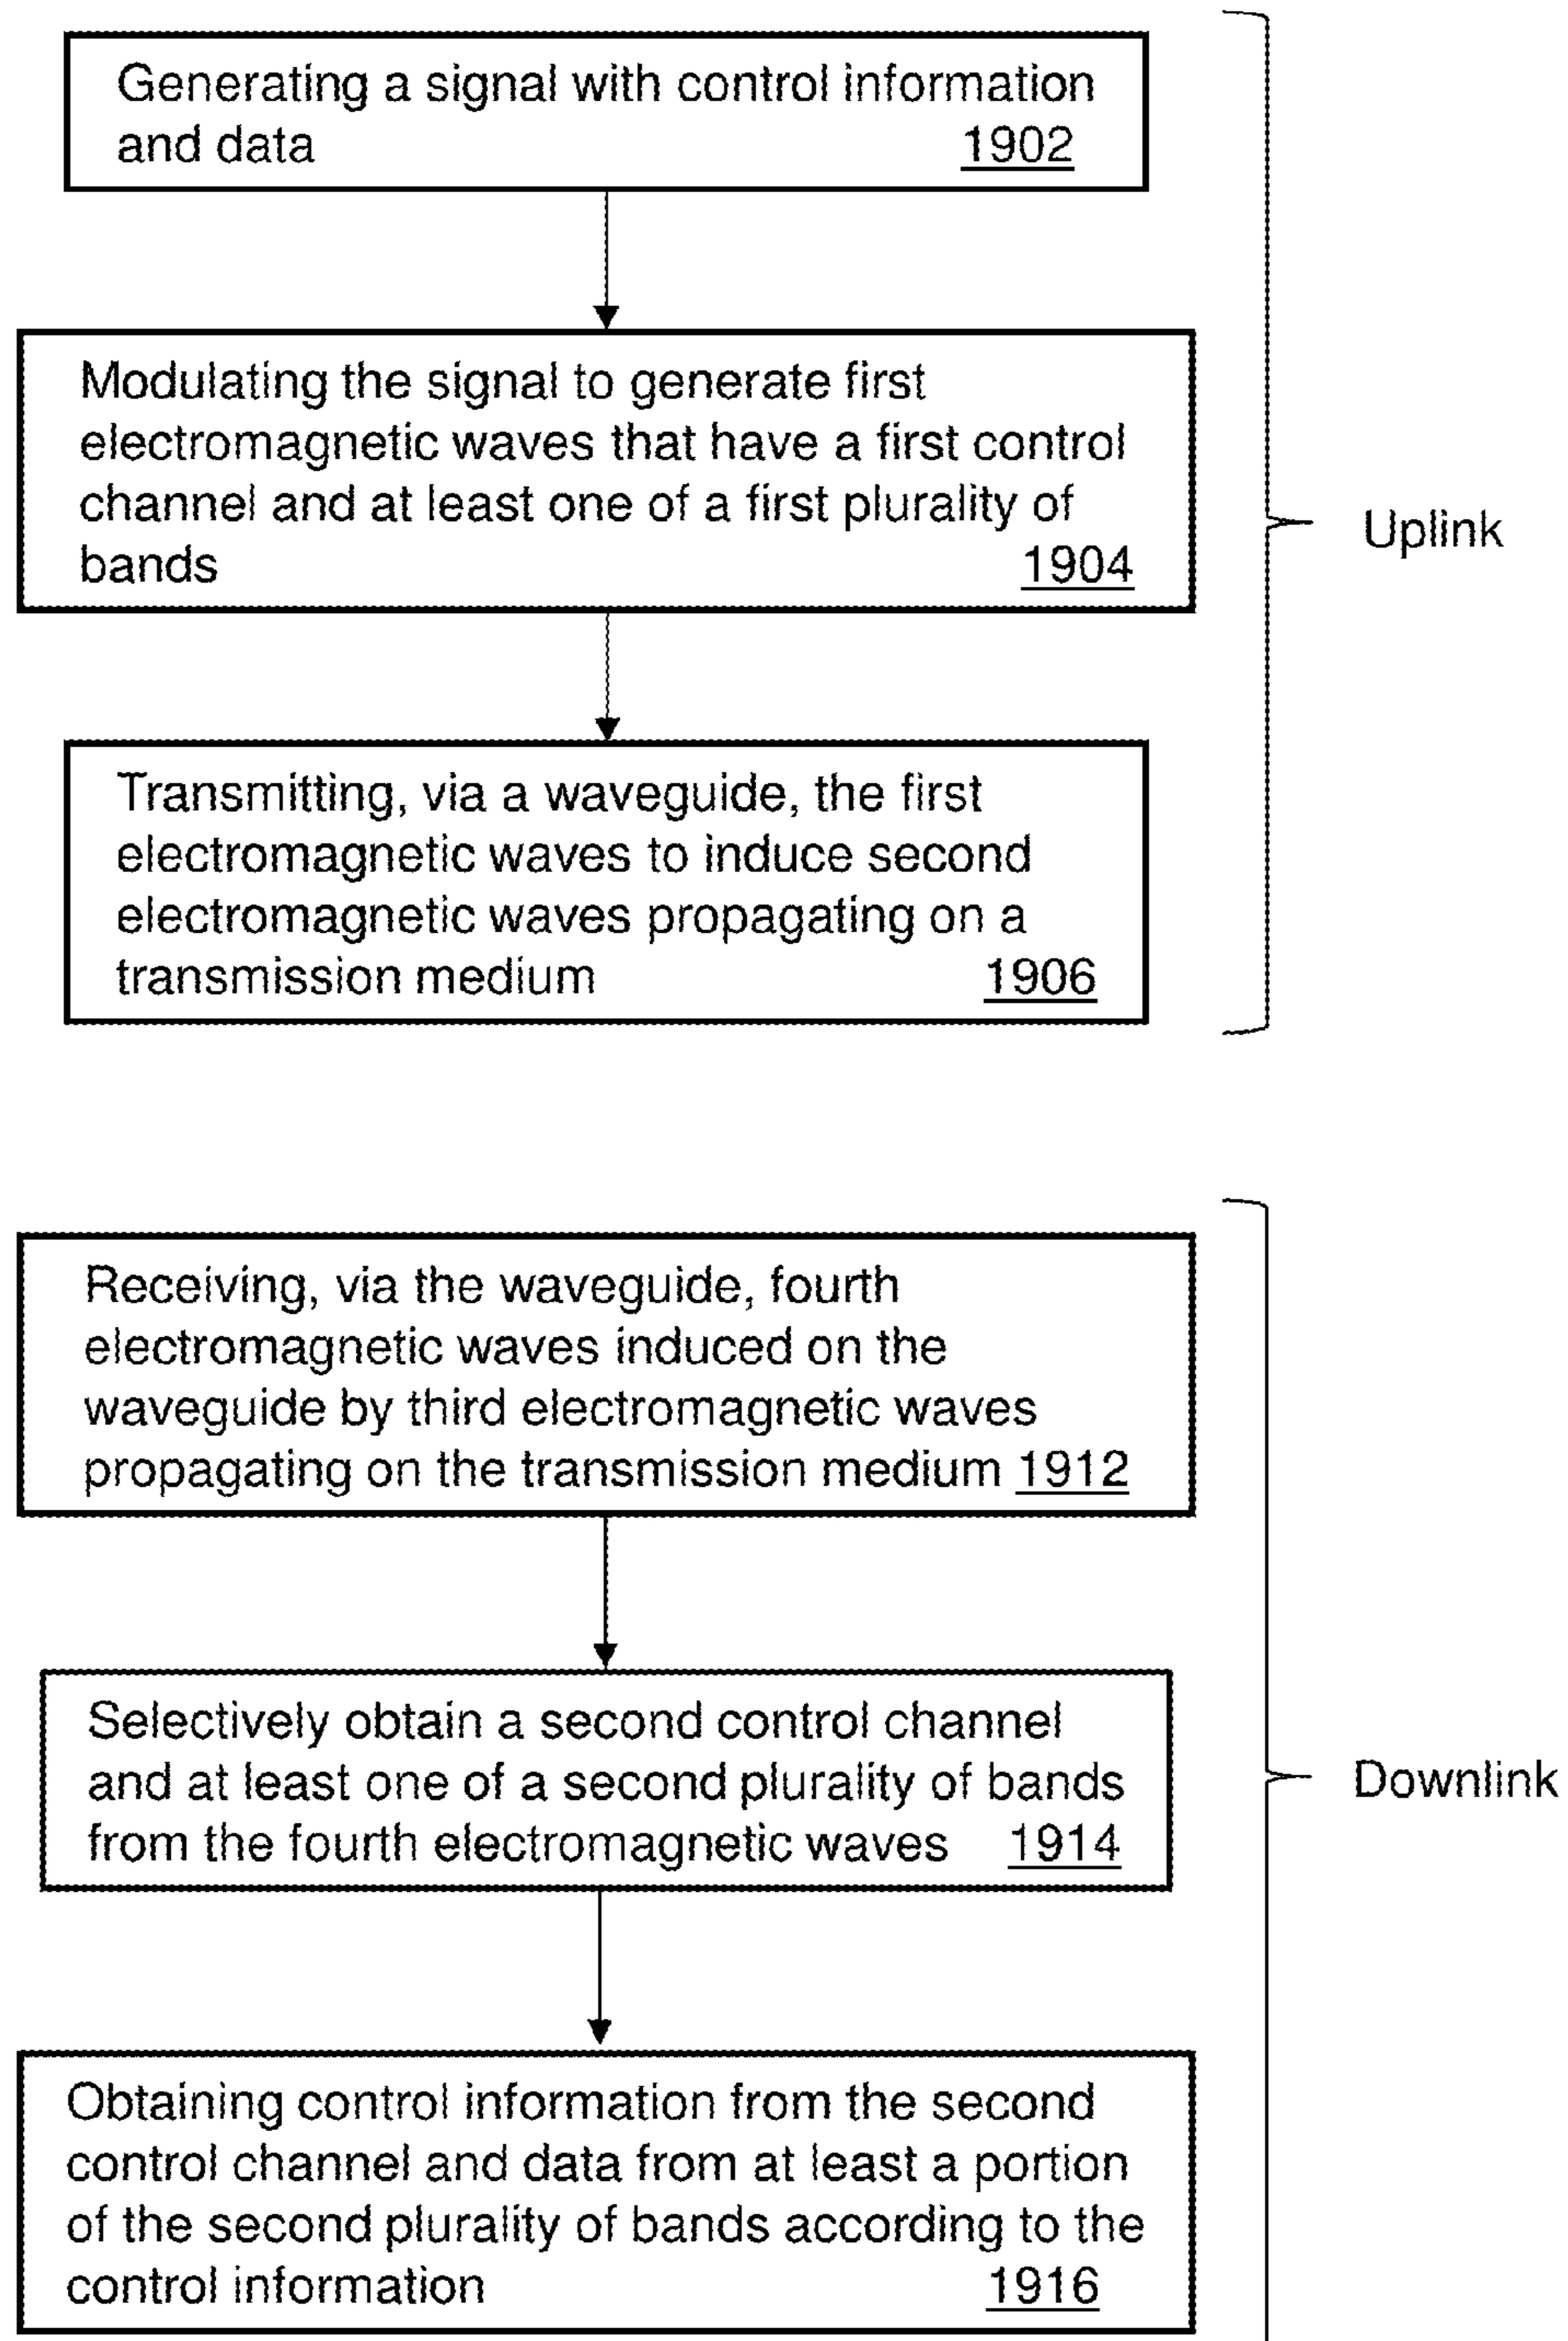 Generating a signal with control information
and data 1902
Modulating the signal to generate first
electromagnetic waves that have a first control
channel and at least one of a first plurality of
bands 1904
Uplink
Transmitting, via a waveguide, the first
electromagnetic waves to induce second
electromagnetic waves propagating on a
transmission medium 1906
Receiving, via the waveguide, fourth
electromagnetic waves induced on the
waveguide by third electromagnetic waves
propagating on the transmission medium 1912
Selectively obtain a second control channel
and at least one of a second plurality of bands
from the fourth electromagnetic waves 1914
Downlink
Obtaining control information from the second
control channel and data from at least a portion
of the second plurality of bands according to the
control information 1916